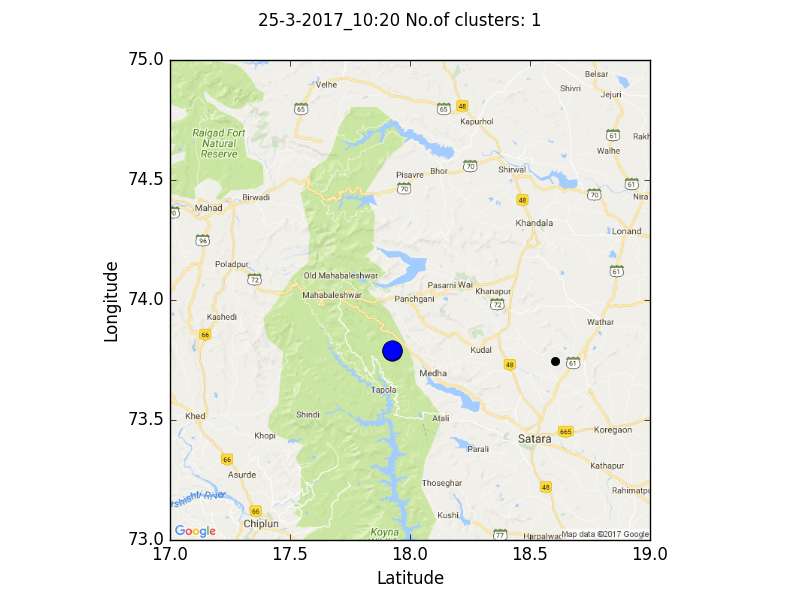 25-3-2017_10:20 No.of clusters: 1
75.0
74.5
74.0
73.5
73.0
Longitude
17.0 17.5 18.0 18.5 19.0
Latitude
Belsar
Velhe
Shivri
Jejuri
65
65
48
Kapurhol
Raigad Fort
Natural
Reserve
61
Rakh
Walhe
Pisavre
Bhor
70
Shirwal
70
61
70
Nira
Birwadi
48
Mahad
70
Khandala
Lonand
96
Poladpur
72
61
Old Mahabaleshwar
Mahabaleshwar
Pasarni
Wai
Khanapur
Panchgani
72
Kashedi
66
Wathar
Kudal
48
61
Medha
Tapola
Khed
Shindi
Atali
Khopi
Satara
665
Koregaon
Parali
66
Kathapur
Asurde
Thoseghar
48
Rahimatp
shishti River
66
Kushi
Chiplun
Google
Koyna
77
Harpalwar
Map data ©2017 Google